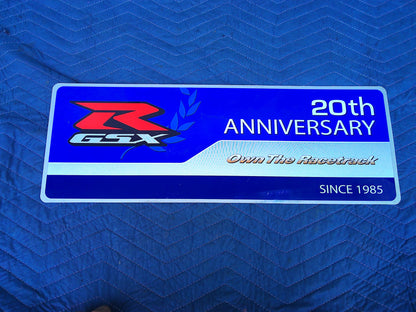 R
GSX
20th
ANNIVERSARY
Own The Racetrack
SINCE 1985